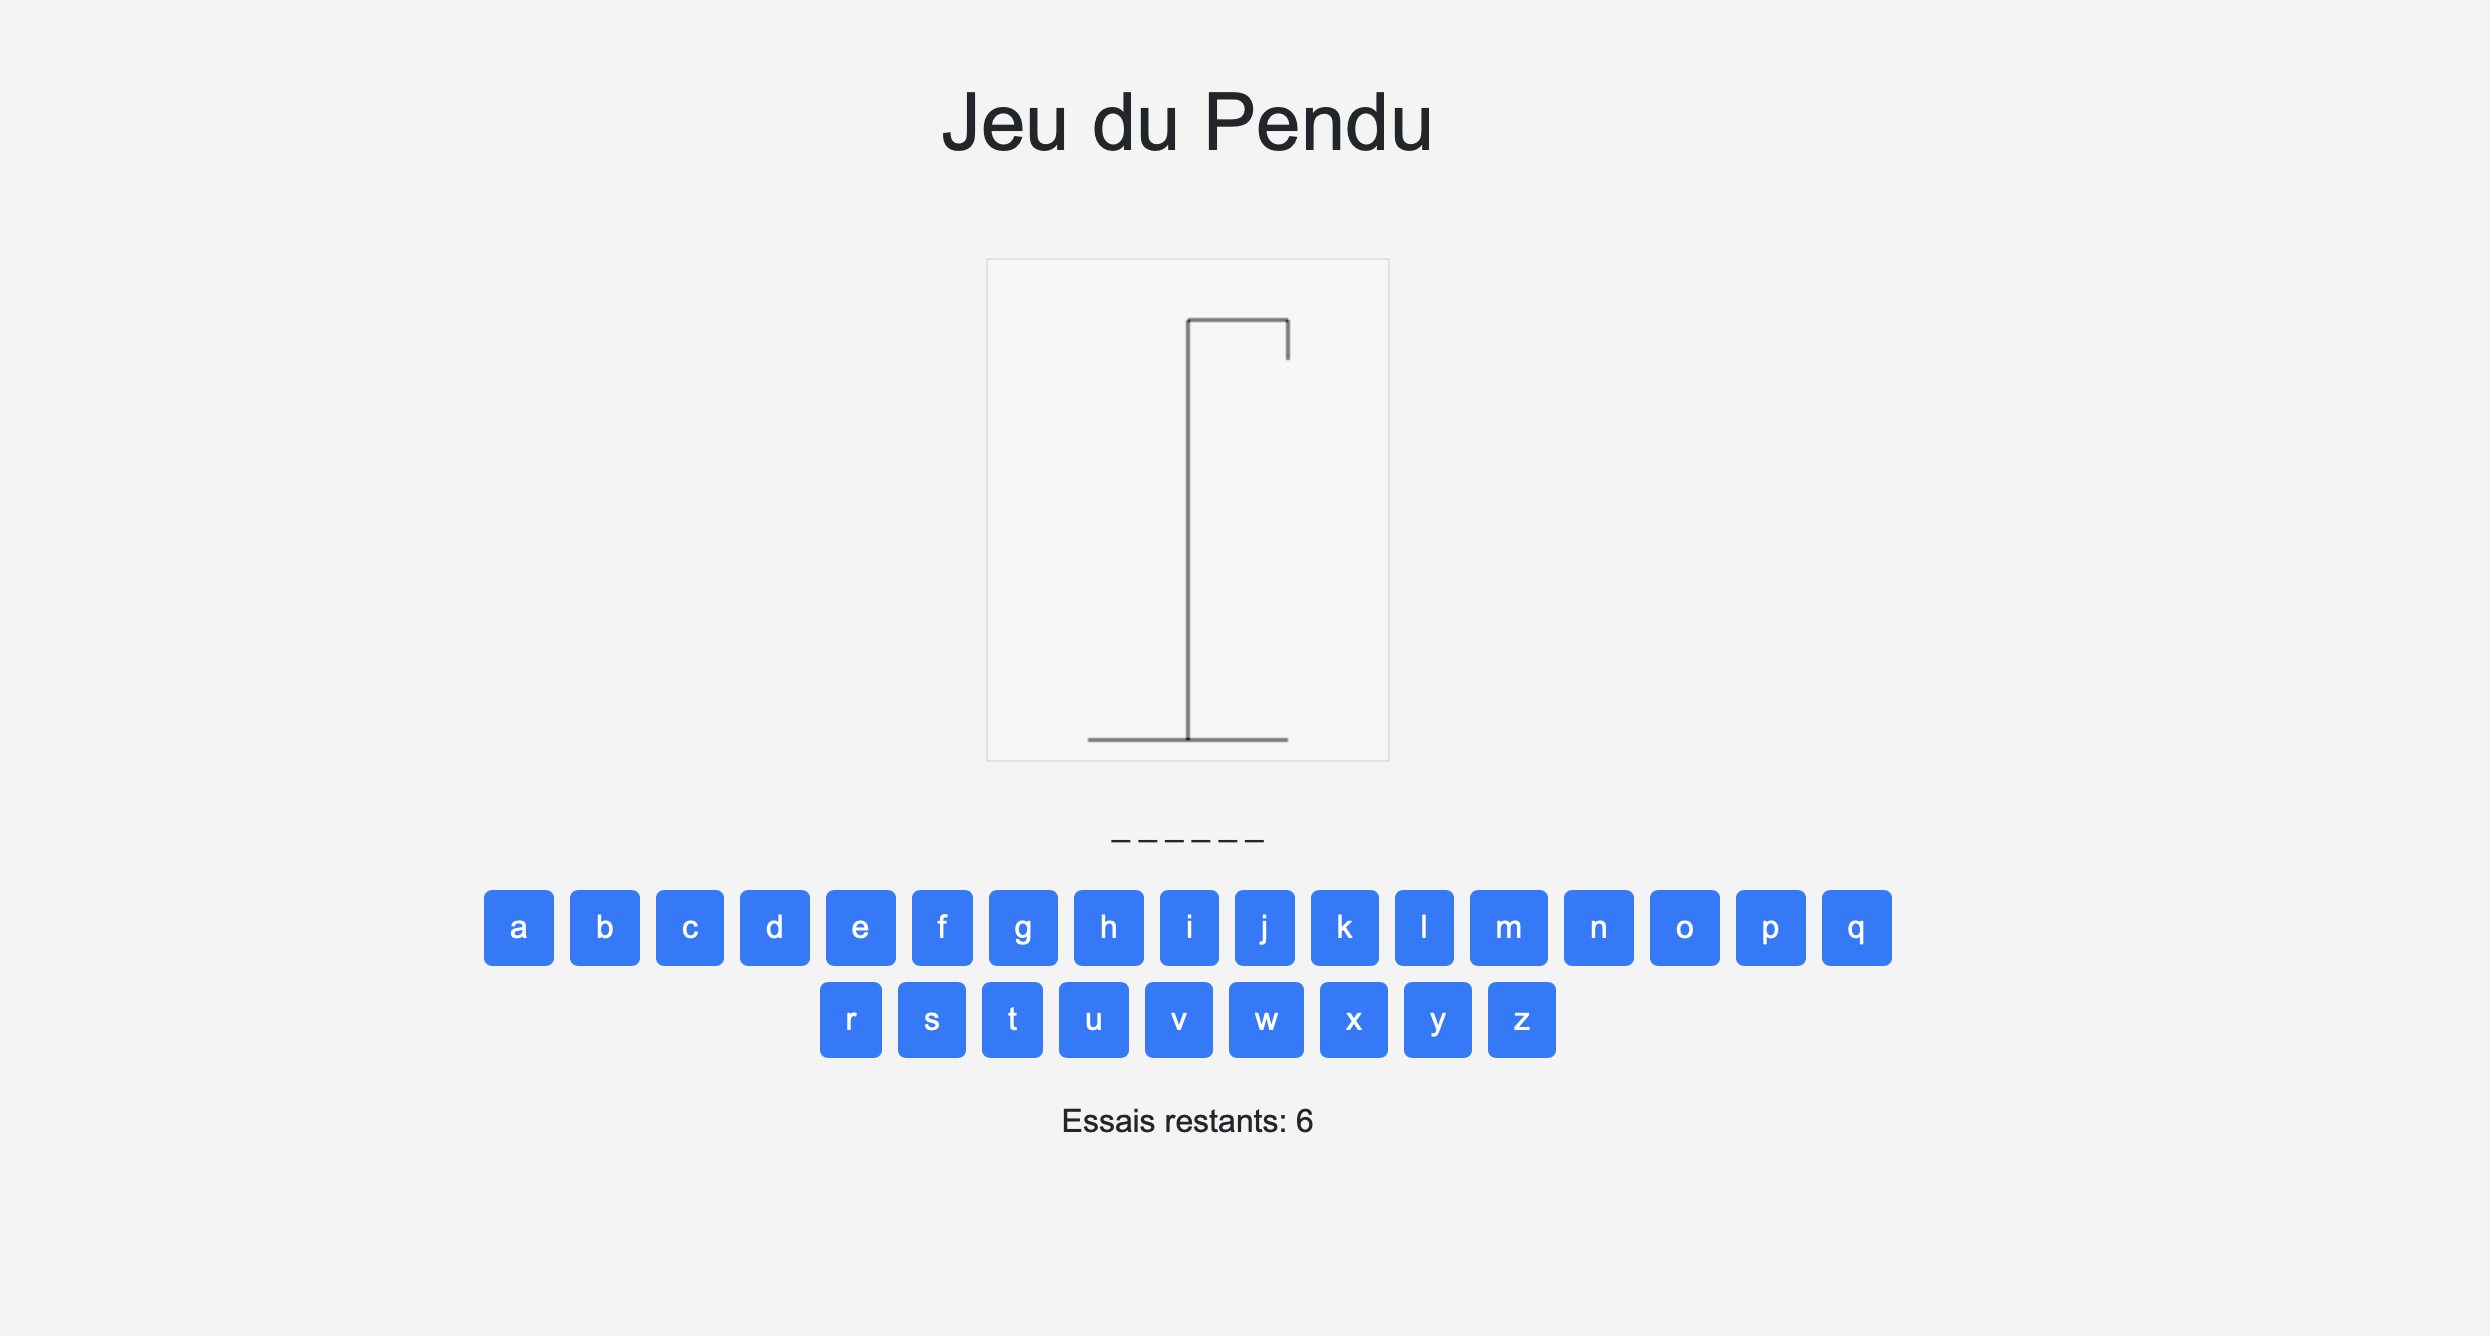 Jeu du Pendu
_ _ _ _ _ _
a b c d e f g h i j k l m n o p q
r s t u v w x y z
Essais restants: 6